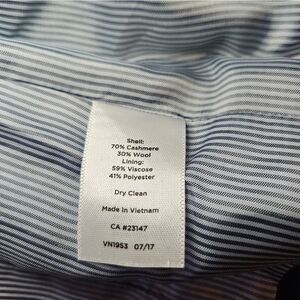 Shell:
70% Cashmere
30% Wool
Lining:
59% Viscose
41% Polyester
Dry Clean
Made in Vietnam
CA #23147
VN1953 07/17